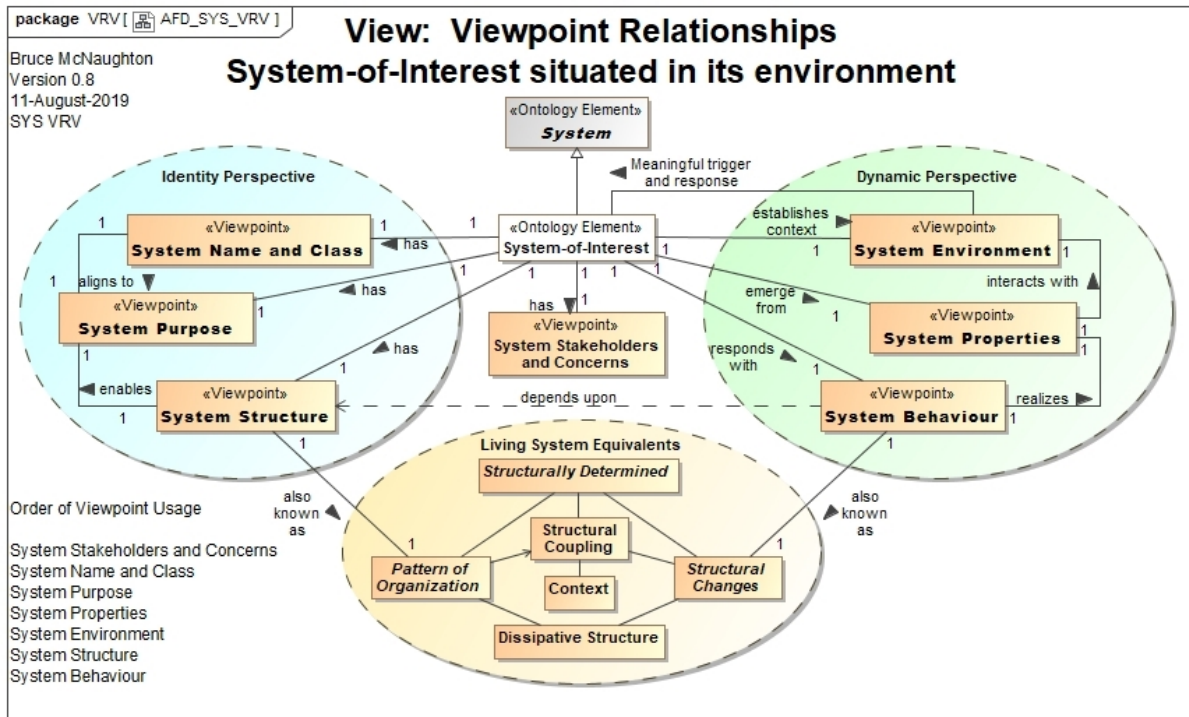 package VRV [ AFD_SYS_VRV ]
View: Viewpoint Relationships
System-of-Interest situated in its environment
Bruce McNaughton
Version 0.8
11-August-2019
SYS VRV
«Ontology Element»
System
Identity Perspective
Meaningful trigger
and response
Dynamic Perspective
1
«Viewpoint»
System Name and Class
1
has
1
«Ontology Element»
System-of-Interest
1
establishes
context
1
«Viewpoint»
System Environment
1
1
aligns to
«Viewpoint»
System Purpose
1
has
1
1
1
1
1
interacts with
emerge
from
1
«Viewpoint»
System Properties
1
1
has
1
«Viewpoint»
System Stakeholders
and Concerns
1
enables
1
has
1
«Viewpoint»
System Structure
1
depends upon
responds
with
1
«Viewpoint»
System Behaviour
1
realizes
1
Living System Equivalents
Structurally Determined
also
known
as
1
also
known
as
1
Structural
Coupling
Pattern of
Organization
Structural
Changes
Context
Dissipative Structure
Order of Viewpoint Usage
System Stakeholders and Concerns
System Name and Class
System Purpose
System Properties
System Environment
System Structure
System Behaviour